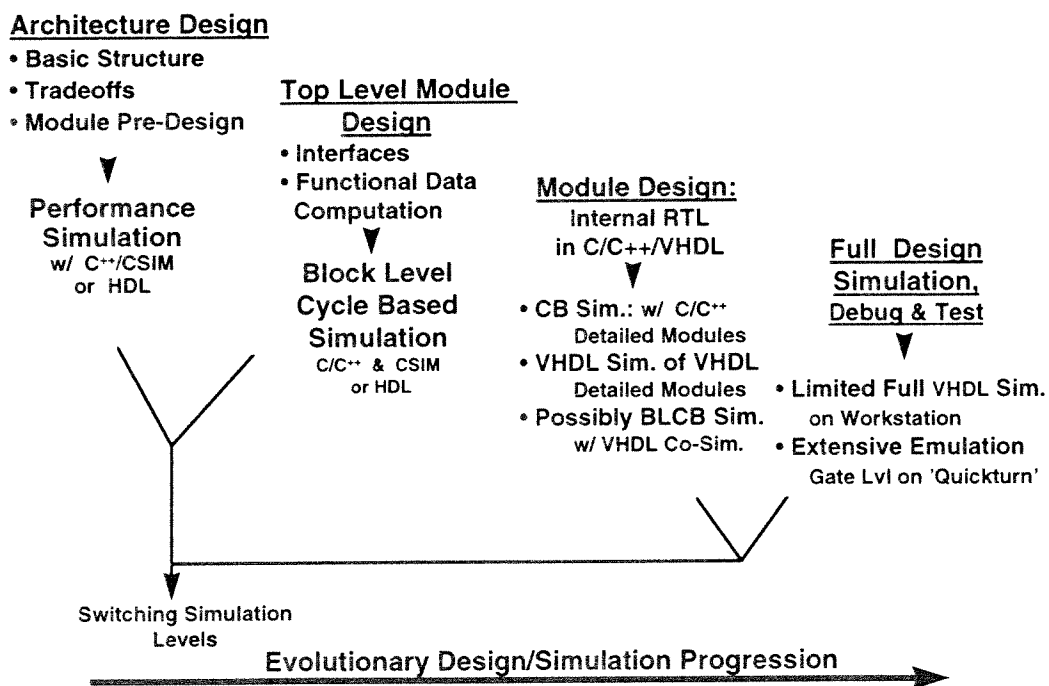 Architecture Design
• Basic Structure
• Tradeoffs
• Module Pre-Design
Performance
Simulation
w/ C++/CSIM
or HDL
Top Level Module
Design
• Interfaces
• Functional Data
Computation
Block Level
Cycle Based
Simulation
C/C++ & CSIM
or HDL
Module Design:
Internal RTL
in C/C++/VHDL
• CB Sim.: w/ C/C++
Detailed Modules
• VHDL Sim. of VHDL
Detailed Modules
• Possibly BLCB Sim.
w/ VHDL Co-Sim.
Full Design
Simulation,
Debug & Test
• Limited Full VHDL Sim.
on Workstation
• Extensive Emulation
Gate Lvl on 'Quickturn'
Switching Simulation
Levels
Evolutionary Design/Simulation Progression